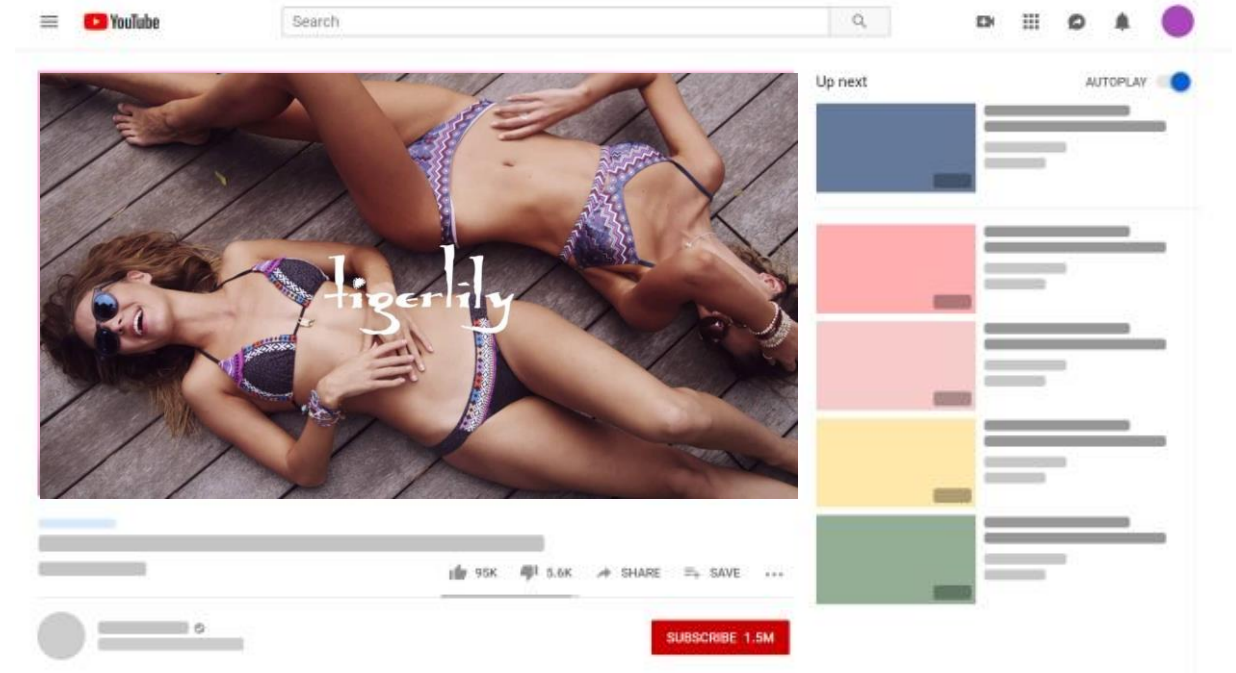 YouTube
Search
Up next
AUTOPLAY
tigerlily
95K
5.6K
SHARE
SAVE
SUBSCRIBE 1.5M